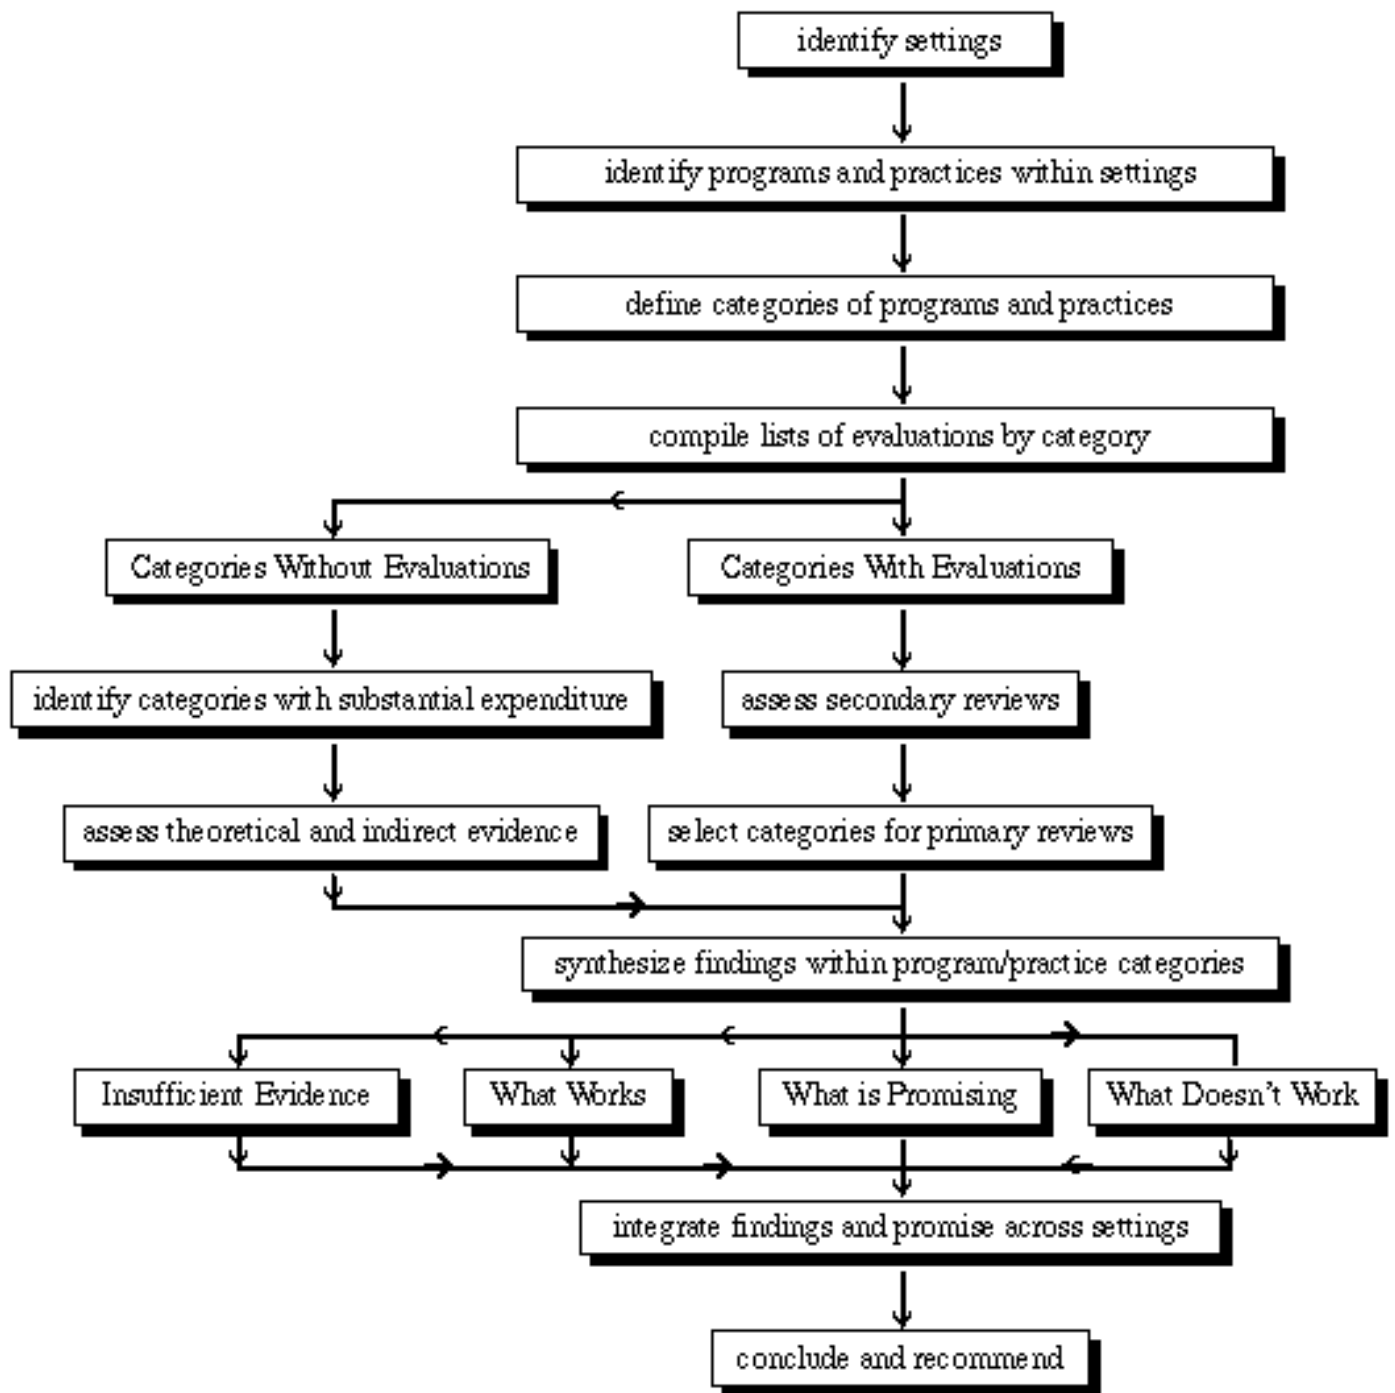 identify settings
identify programs and practices within settings
define categories of programs and practices
compile lists of evaluations by category
Categories Without Evaluations
Categories With Evaluations
identify categories with substantial expenditure
assess secondary reviews
assess theoretical and indirect evidence
select categories for primary reviews
synthesize findings within program/practice categories
Insufficient Evidence
What Works
What is Promising
What Doesn't Work
integrate findings and promise across settings
conclude and recommend